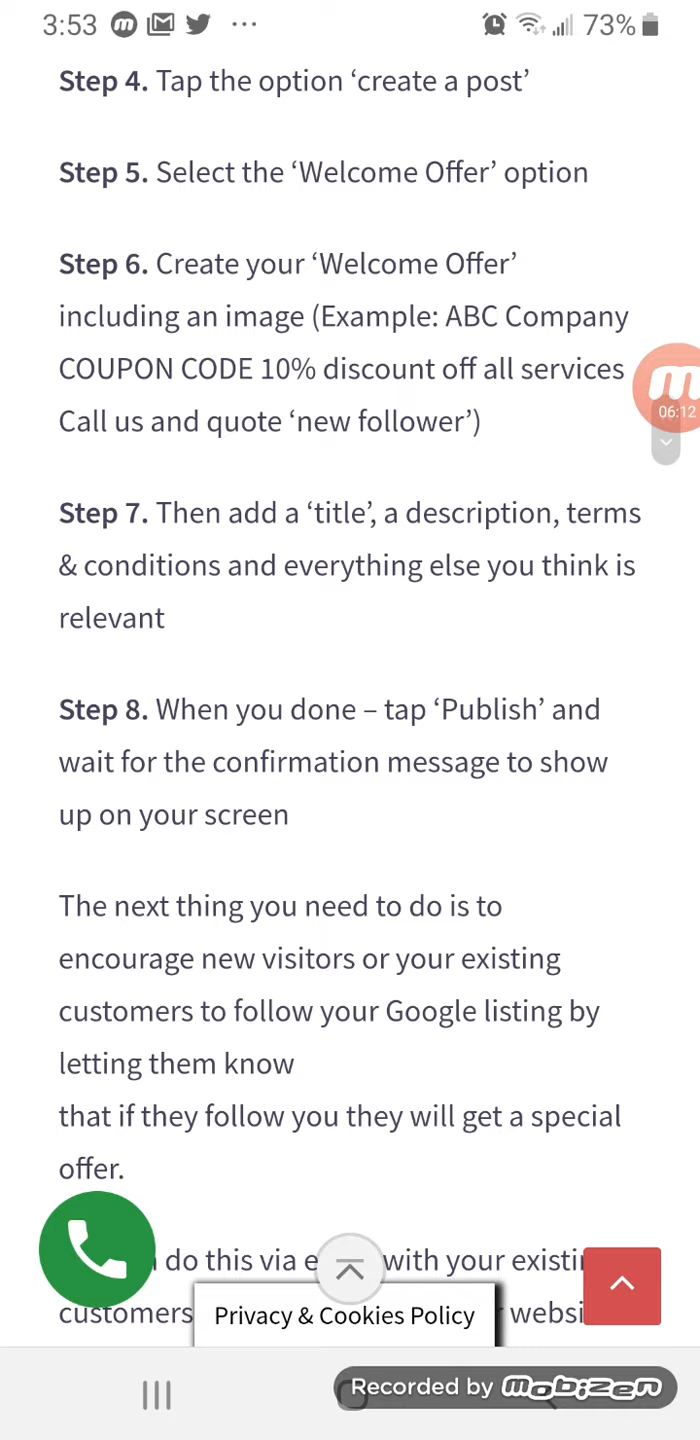 3:53 73%
Step 4. Tap the option ‘create a post’
Step 5. Select the ‘Welcome Offer’ option
Step 6. Create your ‘Welcome Offer’
including an image (Example: ABC Company
COUPON CODE 10% discount off all services
Call us and quote ‘new follower’)
06:12
Step 7. Then add a ‘title’, a description, terms
& conditions and everything else you think is
relevant
Step 8. When you done – tap ‘Publish’ and
wait for the confirmation message to show
up on your screen
The next thing you need to do is to
encourage new visitors or your existing
customers to follow your Google listing by
letting them know
that if they follow you they will get a special
offer.
do this via with your
customers
Privacy & Cookies Policy
Recorded by mobizen